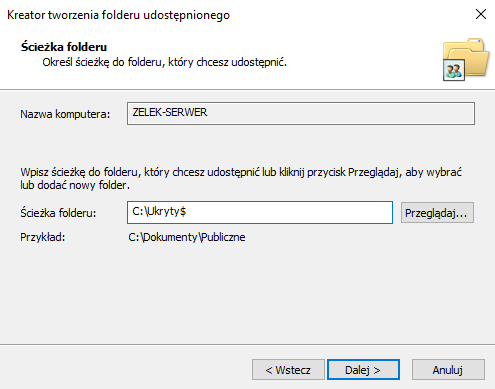 Kreator tworzenia folderu udostępnionego
Ścieżka folderu
Określ ścieżkę do folderu, który chcesz udostępnić.
Nazwa komputera: ZELEK-SERWER
Wpisz ścieżkę do folderu, który chcesz udostępnić lub kliknij przycisk Przeglądaj, aby wybrać
lub dodać nowy folder.
Ścieżka folderu: C:\Ukryty$ Przeglądaj...
Przykład: C:\Dokumenty\Publiczne
< Wstecz Dalej > Anuluj